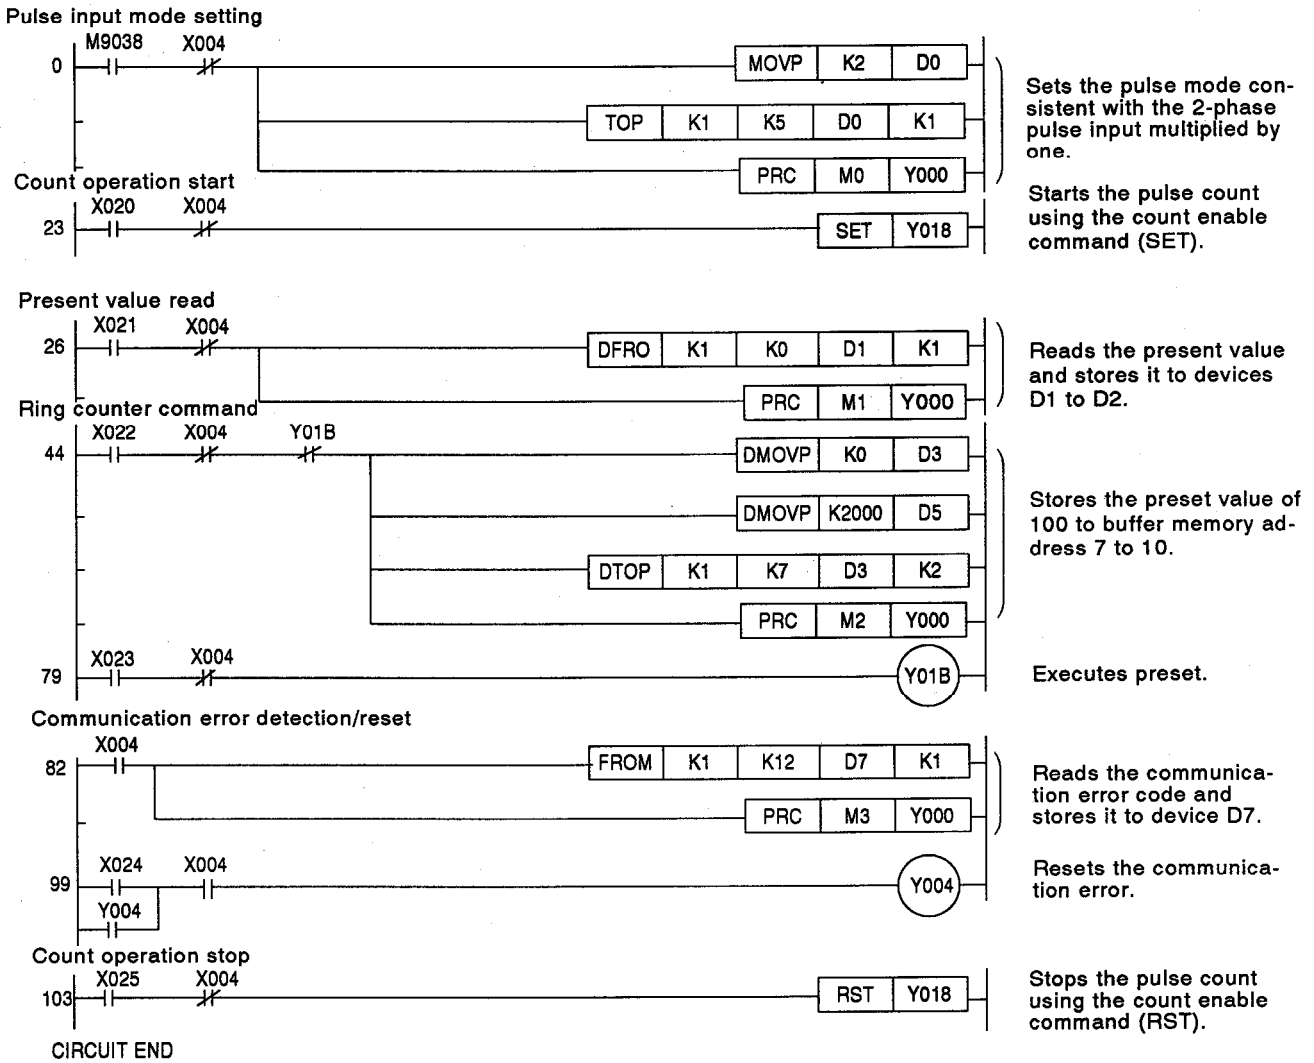 Pulse input mode setting
M9038 X004
0 MOVP K2 D0
TOP K1 K5 D0 K1
PRC M0 Y000
Sets the pulse mode con-
sistent with the 2-phase
pulse input multiplied by
one.
Count operation start
X020 X004
23 SET Y018
Starts the pulse count
using the count enable
command (SET).
Present value read
X021 X004
26 DFRO K1 K0 D1 K1
PRC M1 Y000
Reads the present value
and stores it to devices
D1 to D2.
Ring counter command
X022 X004 Y01B
44 DMOVP K0 D3
DMOVP K2000 D5
DTOP K1 K7 D3 K2
PRC M2 Y000
Stores the preset value of
100 to buffer memory ad-
dress 7 to 10.
X023 X004
79 Y01B
Executes preset.
Communication error detection/reset
X004
82 FROM K1 K12 D7 K1
PRC M3 Y000
Reads the communica-
tion error code and
stores it to device D7.
X024 X004
99 Y004
Y004
Resets the communica-
tion error.
Count operation stop
X025 X004
103 RST Y018
Stops the pulse count
using the count enable
command (RST).
CIRCUIT END